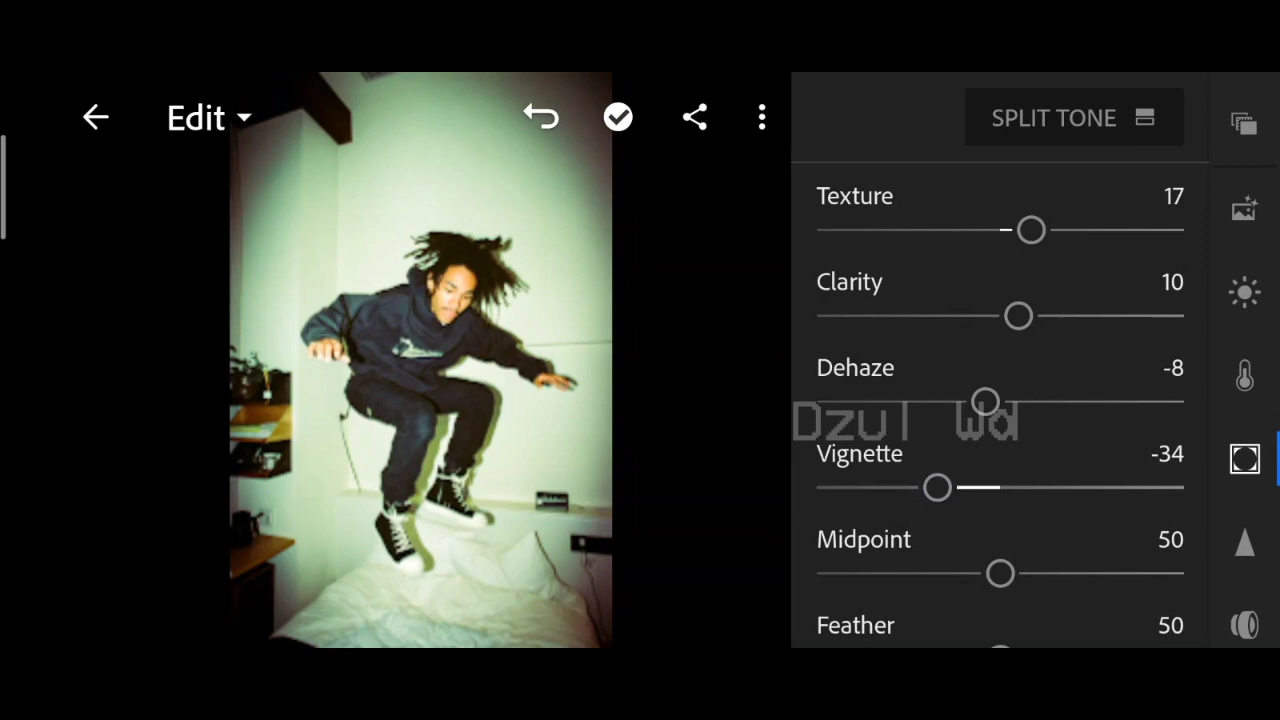 Edit
SPLIT TONE
Texture 17
Clarity 10
Dehaze -8
Dzul Wd
Vignette -34
Midpoint 50
Feather 50